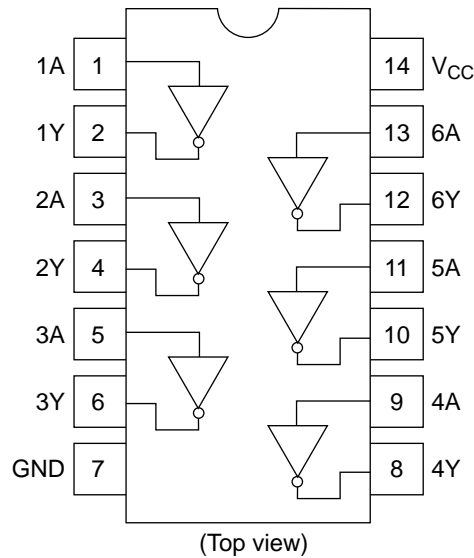 1A 1 14 VCC
1Y 2 13 6A
2A 3 12 6Y
2Y 4 11 5A
3A 5 10 5Y
3Y 6 9 4A
GND 7 8 4Y
(Top view)